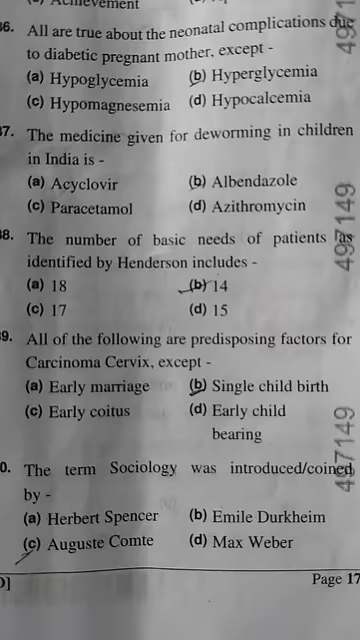 Achievement
36. All are true about the neonatal complications due
to diabetic pregnant mother, except -
(a) Hypoglycemia (b) Hyperglycemia
(c) Hypomagnesemia (d) Hypocalcemia
37. The medicine given for deworming in children
in India is -
(a) Acyclovir (b) Albendazole
(c) Paracetamol (d) Azithromycin
38. The number of basic needs of patients as
identified by Henderson includes -
(a) 18 (b) 14
(c) 17 (d) 15
39. All of the following are predisposing factors for
Carcinoma Cervix, except -
(a) Early marriage (b) Single child birth
(c) Early coitus (d) Early child
bearing
0. The term Sociology was introduced/coined
by -
(a) Herbert Spencer (b) Emile Durkheim
(c) Auguste Comte (d) Max Weber
D] Page 17
497149
497149